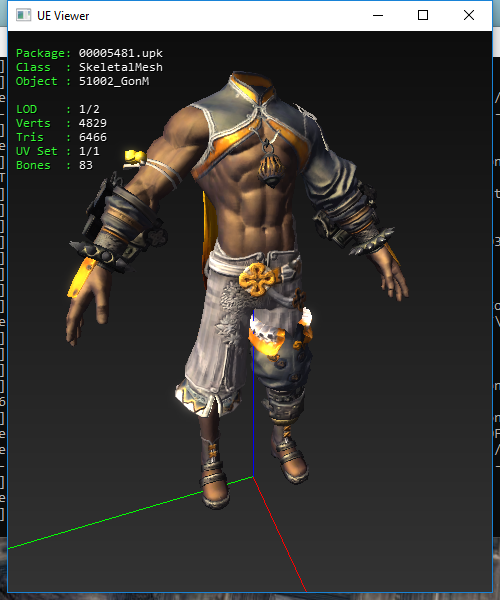 UE Viewer
Package: 00005481.upk
Class : SkeletalMesh
Object : 51002_GonM
LOD : 1/2
Verts : 4829
Tris : 6466
UV Set : 1/1
Bones : 83